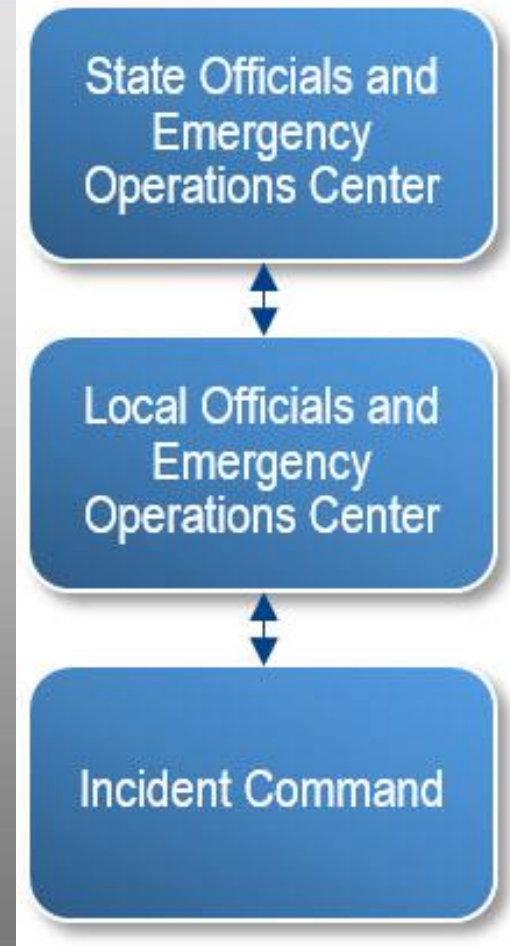 State Officials and
Emergency
Operations Center
Local Officials and
Emergency
Operations Center
Incident Command